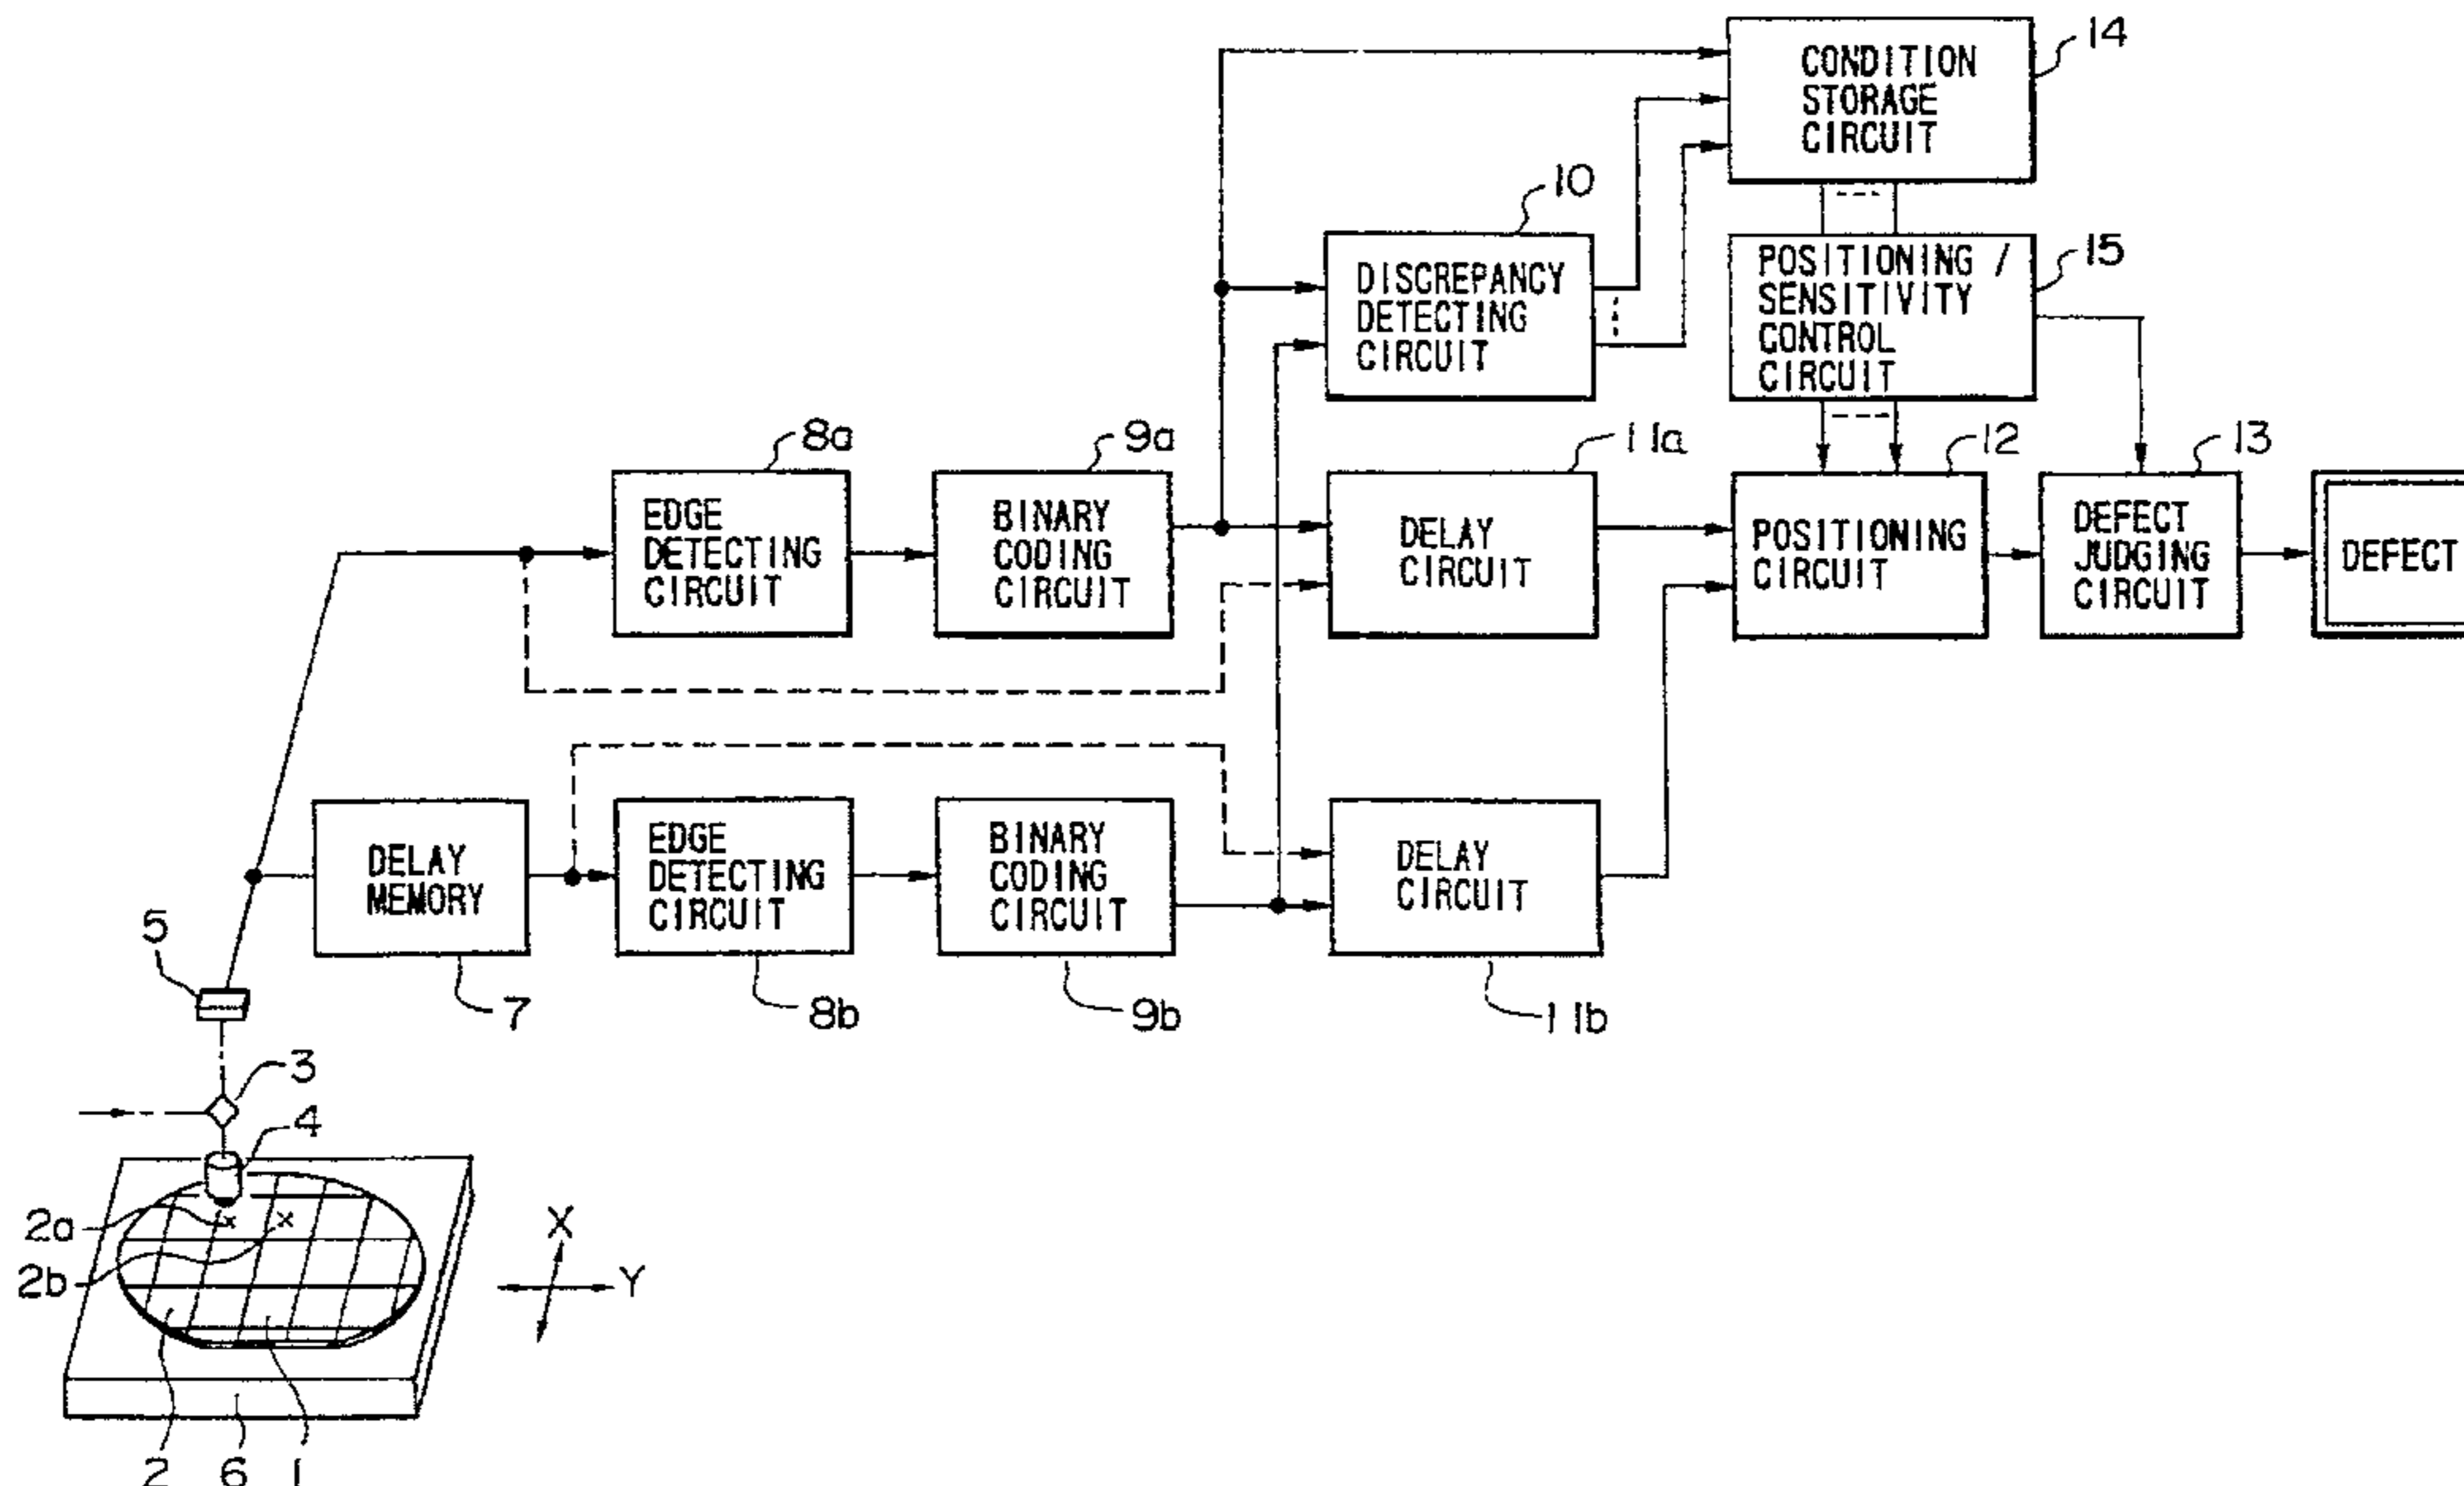 CONDITION
STORAGE
CIRCUIT
14
10
DISCREPANCY
DETECTING
CIRCUIT
POSITIONING /
SENSITIVITY
CONTROL
CIRCUIT
15
8a
EDGE
DETECTING
CIRCUIT
9a
BINARY
CODING
CIRCUIT
11a
DELAY
CIRCUIT
12
POSITIONING
CIRCUIT
13
DEFECT
JUDGING
CIRCUIT
DEFECT
DELAY
MEMORY
7
EDGE
DETECTING
CIRCUIT
8b
BINARY
CODING
CIRCUIT
9b
DELAY
CIRCUIT
11b
5
3
4
2a
2b
X
Y
2
6
1